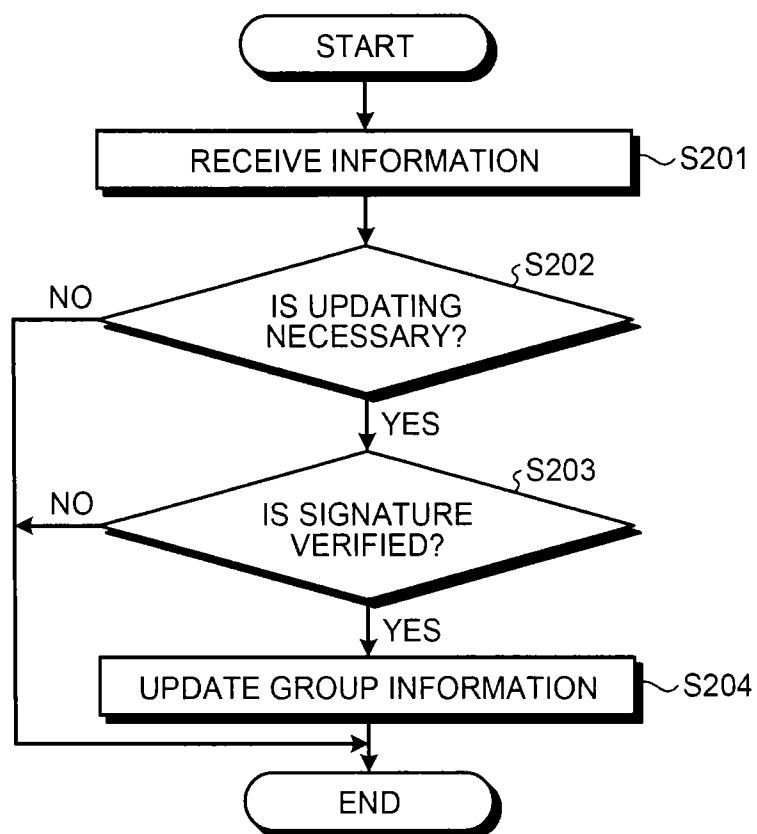 START
RECEIVE INFORMATION
S201
S202
NO
IS UPDATING
NECESSARY?
YES
S203
NO
IS SIGNATURE
VERIFIED?
YES
UPDATE GROUP INFORMATION
S204
END